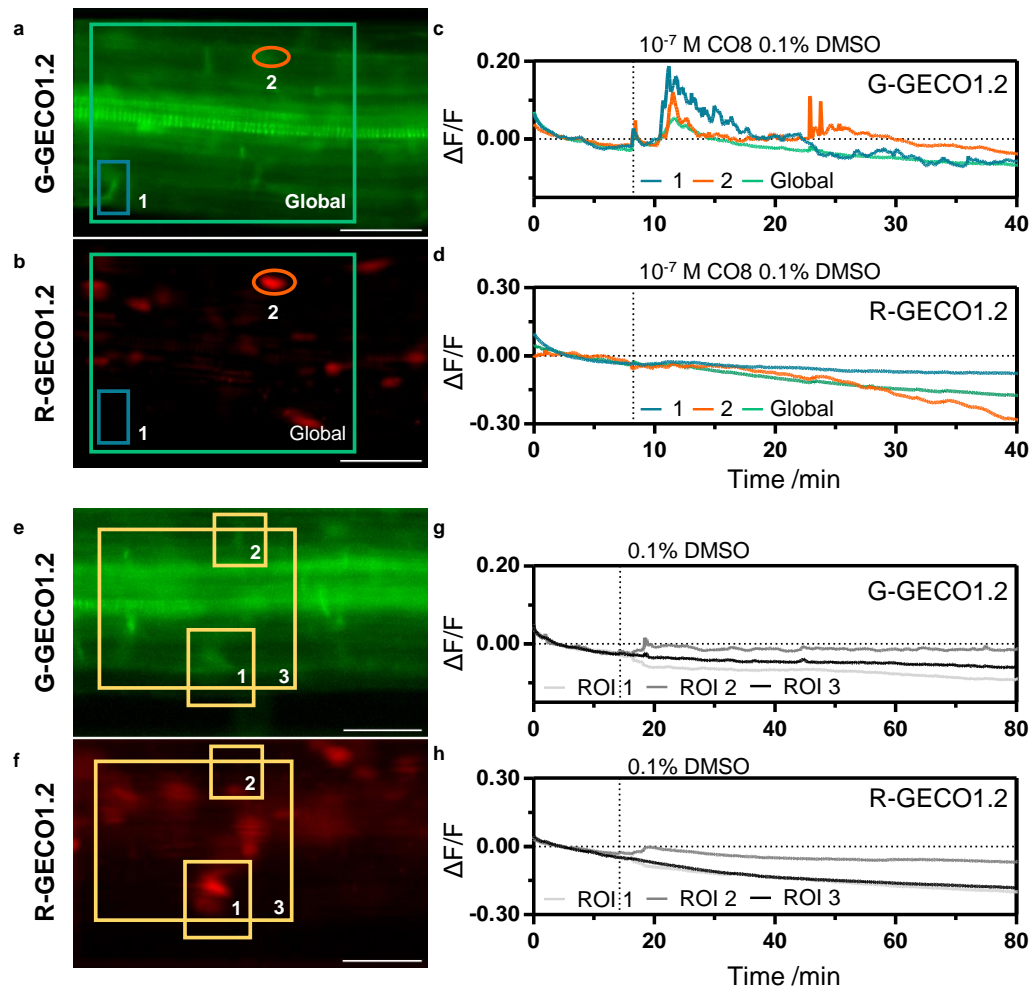 a
G-GECO1.2
2
1
Global
b
R-GECO1.2
2
1
Global
c
10⁻⁷ M CO8 0.1% DMSO
G-GECO1.2
ΔF/F
0.20
0.00
1 2 Global
0 10 20 30 40
d
10⁻⁷ M CO8 0.1% DMSO
R-GECO1.2
ΔF/F
0.30
0.00
-0.30
1 2 Global
0 10 20 30 40
Time /min
e
G-GECO1.2
2
1 3
f
R-GECO1.2
2
1 3
g
0.1% DMSO
G-GECO1.2
ΔF/F
0.20
0.00
ROI 1 ROI 2 ROI 3
0 20 40 60 80
h
0.1% DMSO
R-GECO1.2
ΔF/F
0.30
0.00
-0.30
ROI 1 ROI 2 ROI 3
0 20 40 60 80
Time /min